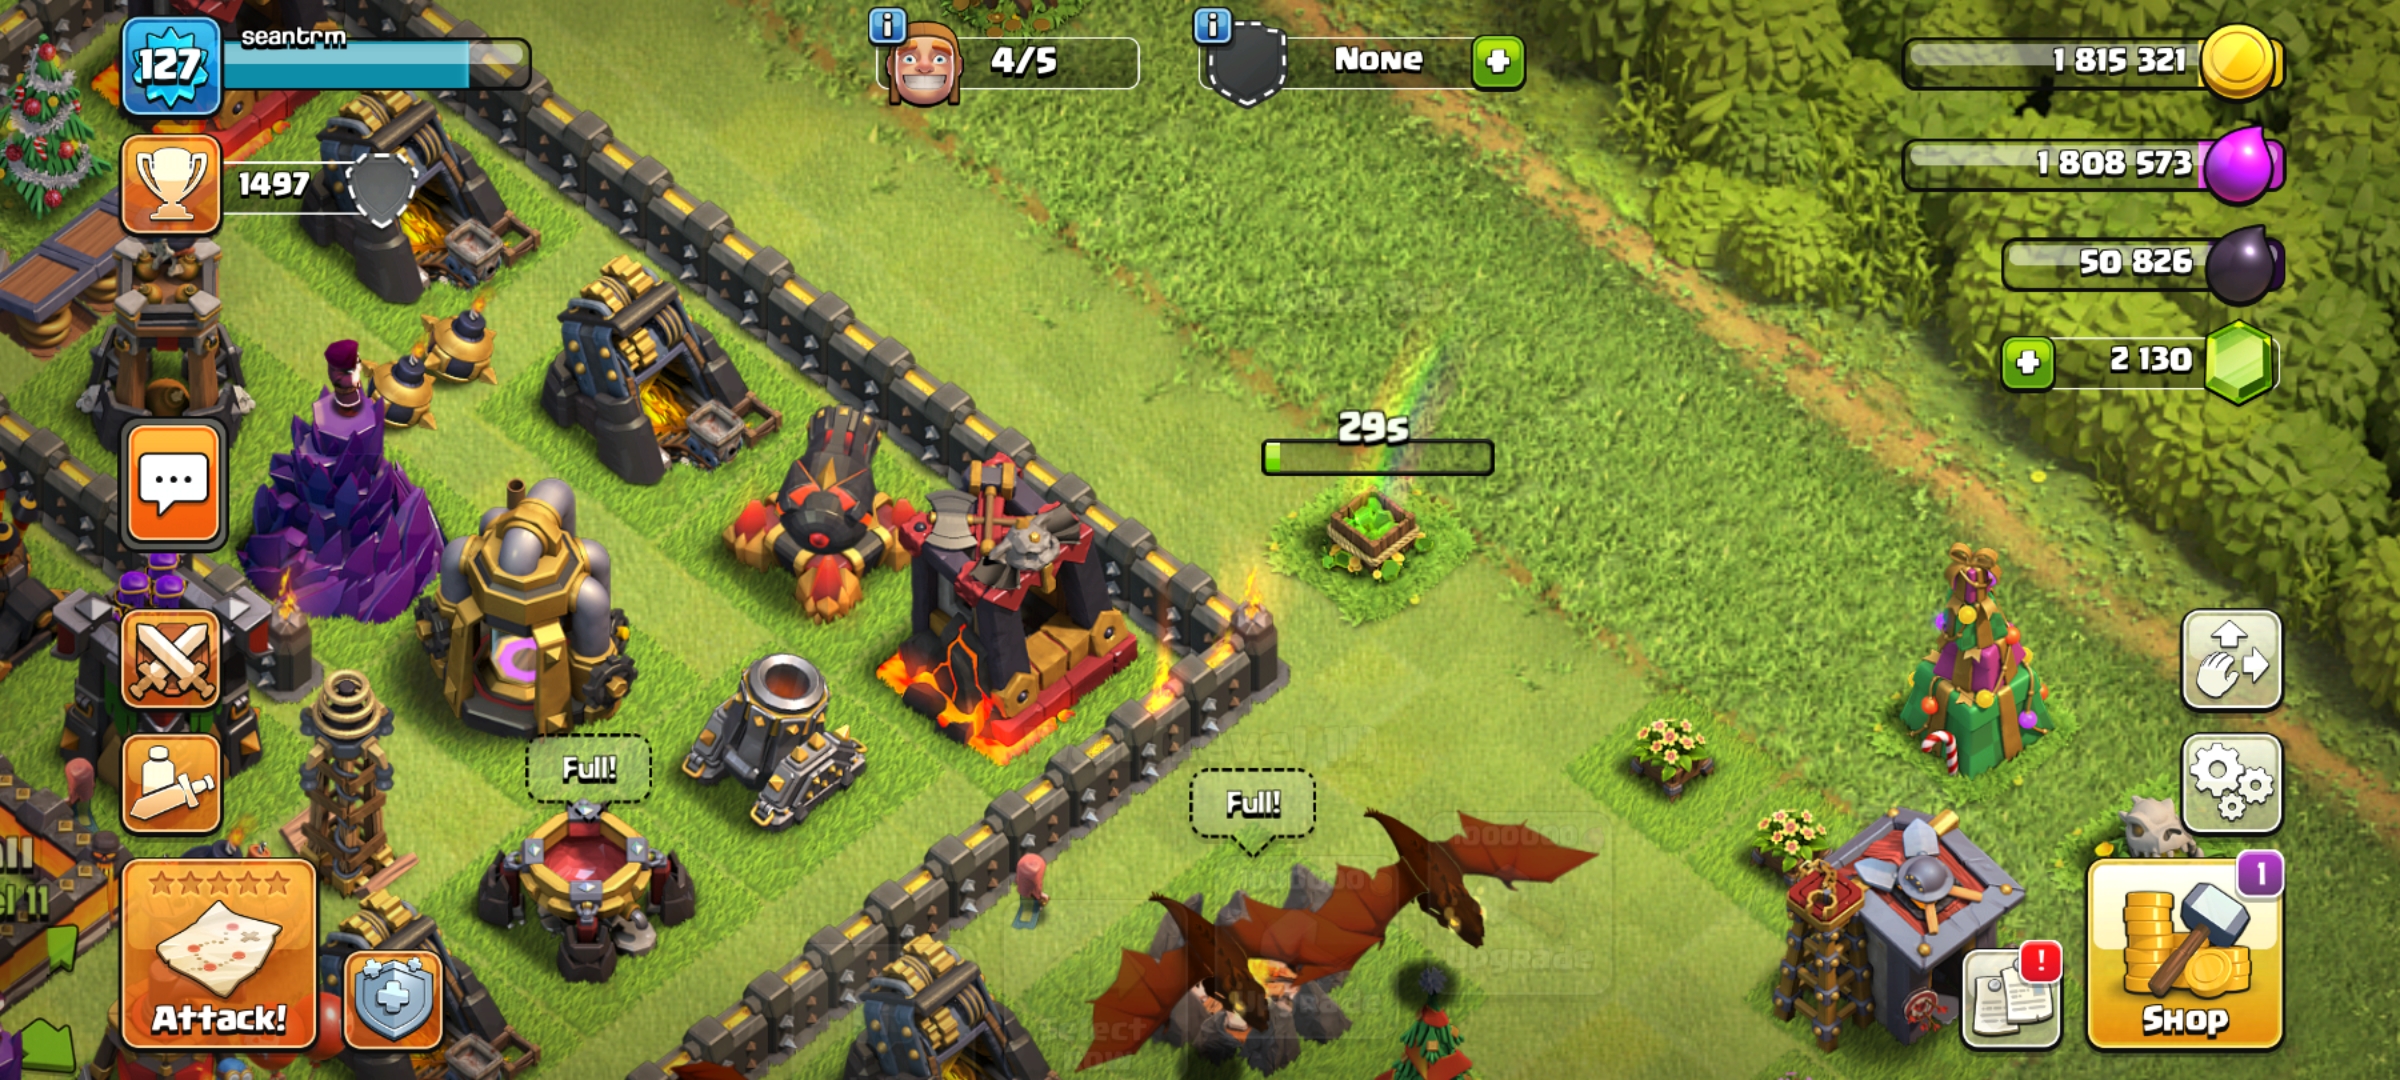 127
seantrm
4/5
None
1 815 321
1497
1 808 573
50 826
2 130
29s
Full!
Full!
1
Attack!
Shop
!